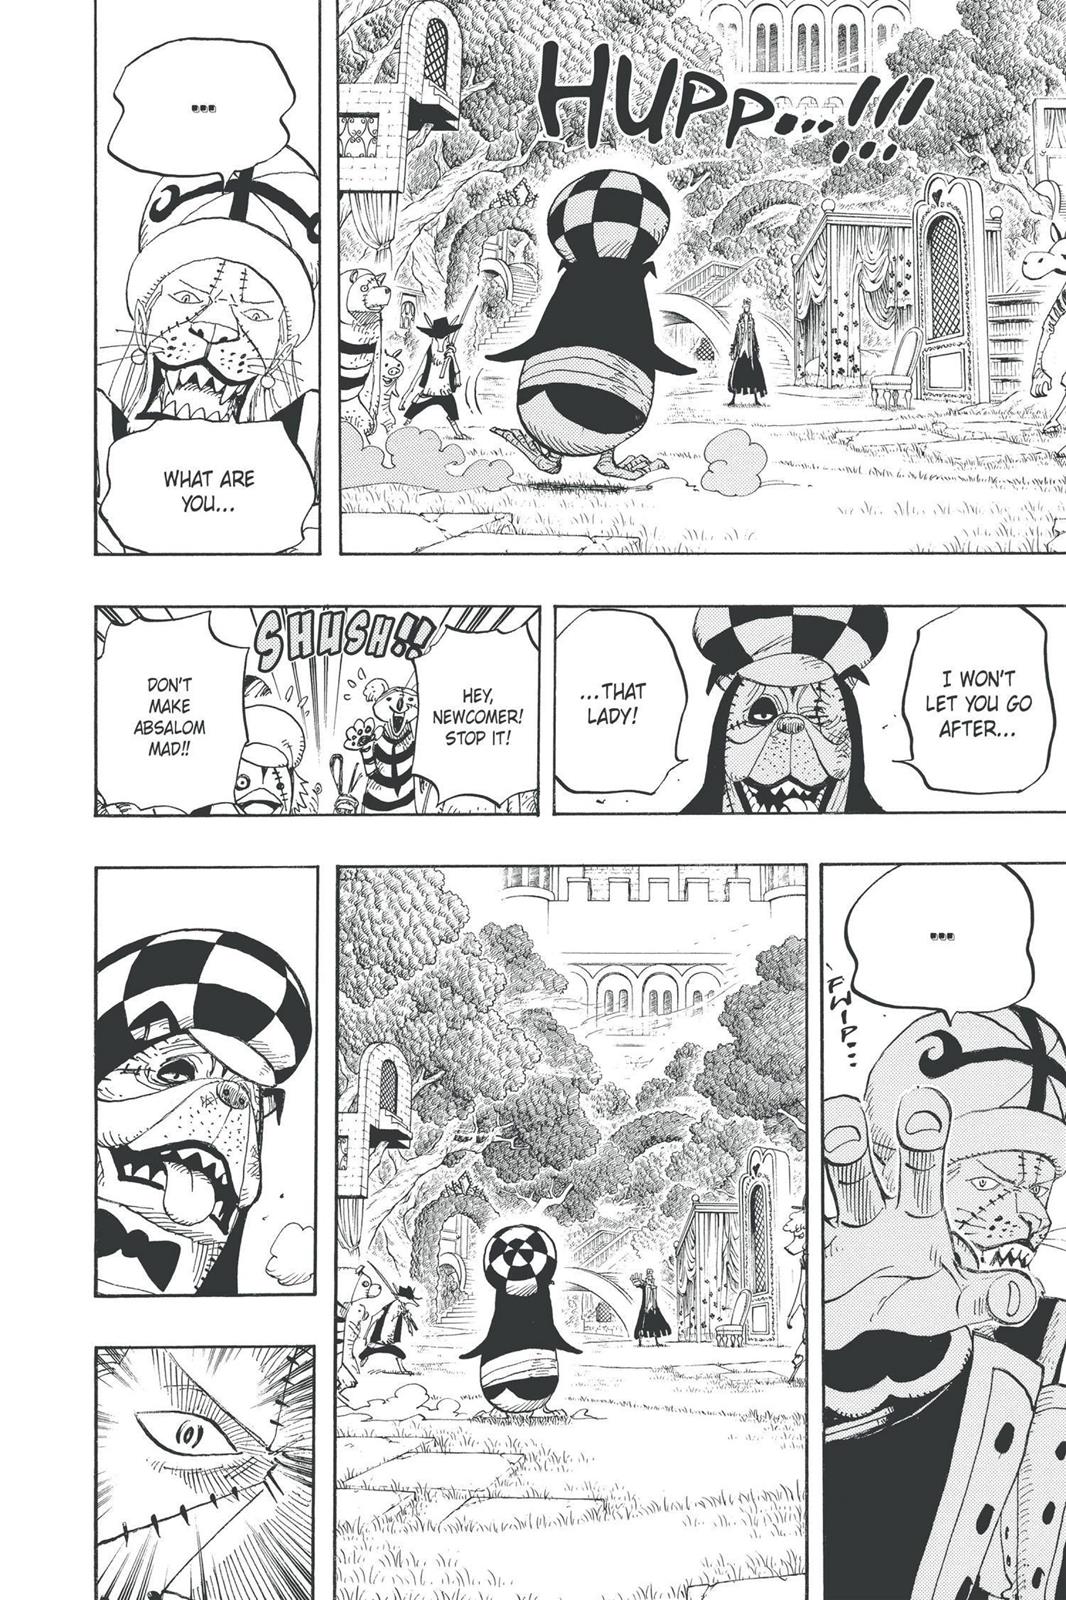 HUPP...!!!
...
WHAT ARE
YOU...
I WON'T
LET YOU GO
AFTER...
...THAT
LADY!
HEY,
NEWCOMER!
STOP IT!
SHUSH!!
DON'T
MAKE
ABSALOM
MAD!!
...
FWIP...